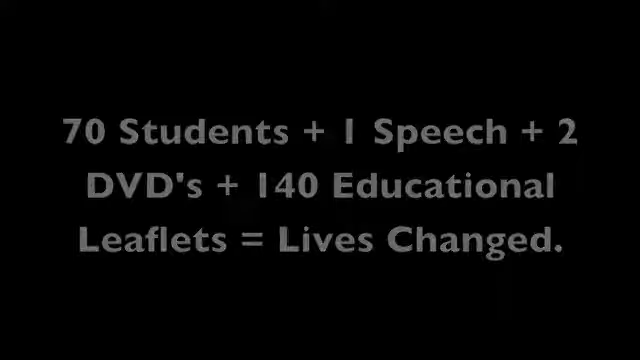 70 Students + 1 Speech + 2
DVD's + 140 Educational
Leaflets = Lives Changed.